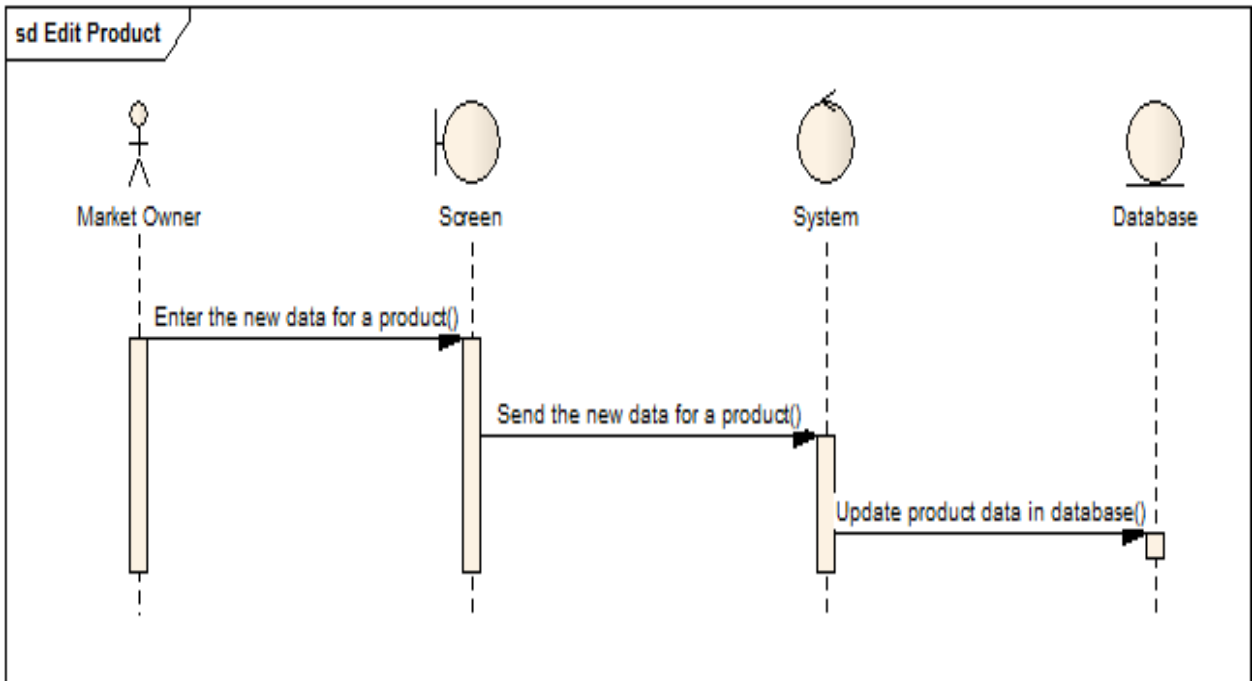 sd Edit Product
Market Owner
Screen
System
Database
Enter the new data for a product()
Send the new data for a product()
Update product data in database()